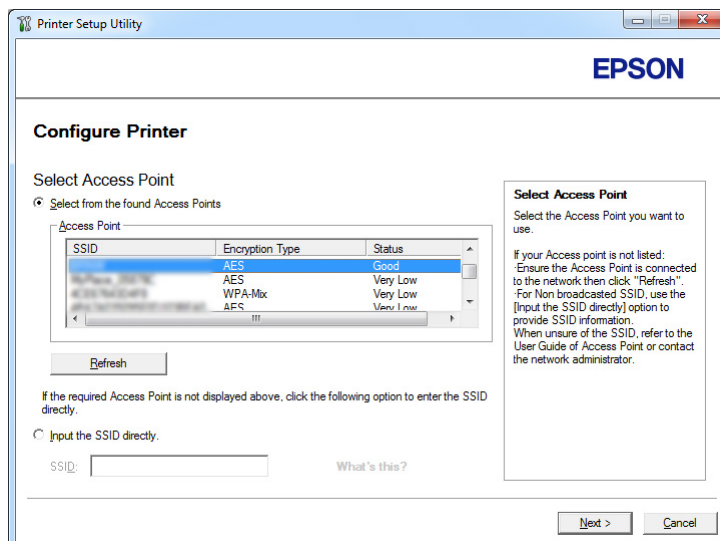 Printer Setup Utility
EPSON
Configure Printer
Select Access Point
Select from the found Access Points
Access Point
SSID Encryption Type Status
AES Good
AES Very Low
WPA-Mix Very Low
AES Very Low
Refresh
If the required Access Point is not displayed above, click the following option to enter the SSID
directly.
Input the SSID directly.
SSID:
What's this?
Select Access Point
Select the Access Point you want to
use.
If your Access point is not listed:
·Ensure the Access Point is connected
to the network then click "Refresh".
·For Non broadcasted SSID, use the
[Input the SSID directly] option to
provide SSID information.
When unsure of the SSID, refer to the
User Guide of Access Point or contact
the network administrator.
Next >
Cancel